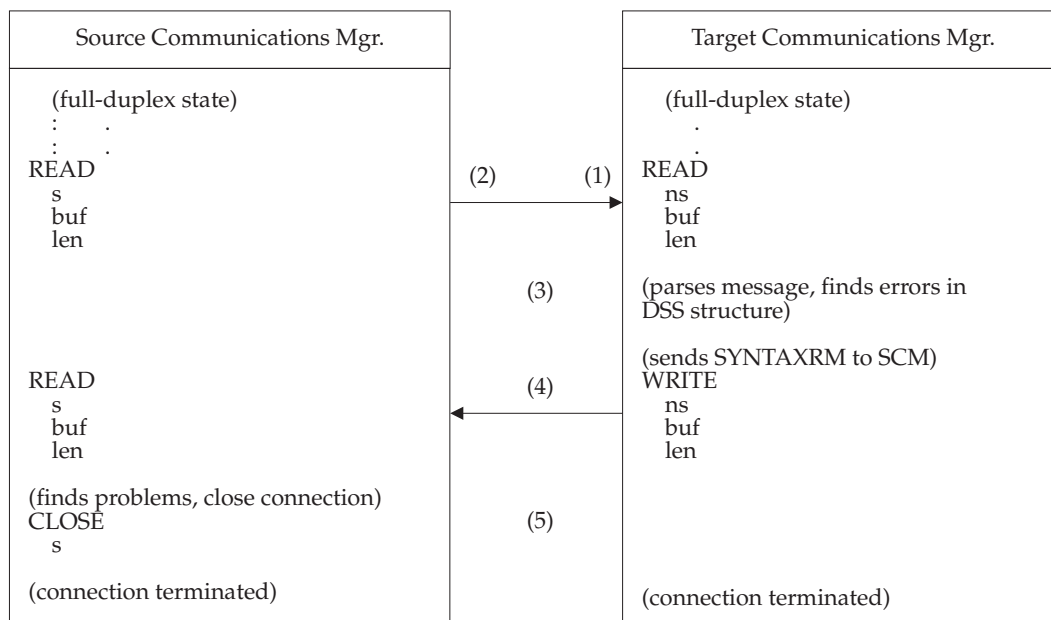 Source Communications Mgr.
Target Communications Mgr.
(full-duplex state)
(full-duplex state)
: .
.
: .
.
READ
(2)
(1)
READ
s
ns
buf
buf
len
len
(3)
(parses message, finds errors in
DSS structure)
(sends SYNTAXRM to SCM)
READ
(4)
WRITE
s
ns
buf
buf
len
len
(finds problems, close connection)
CLOSE
(5)
s
(connection terminated)
(connection terminated)